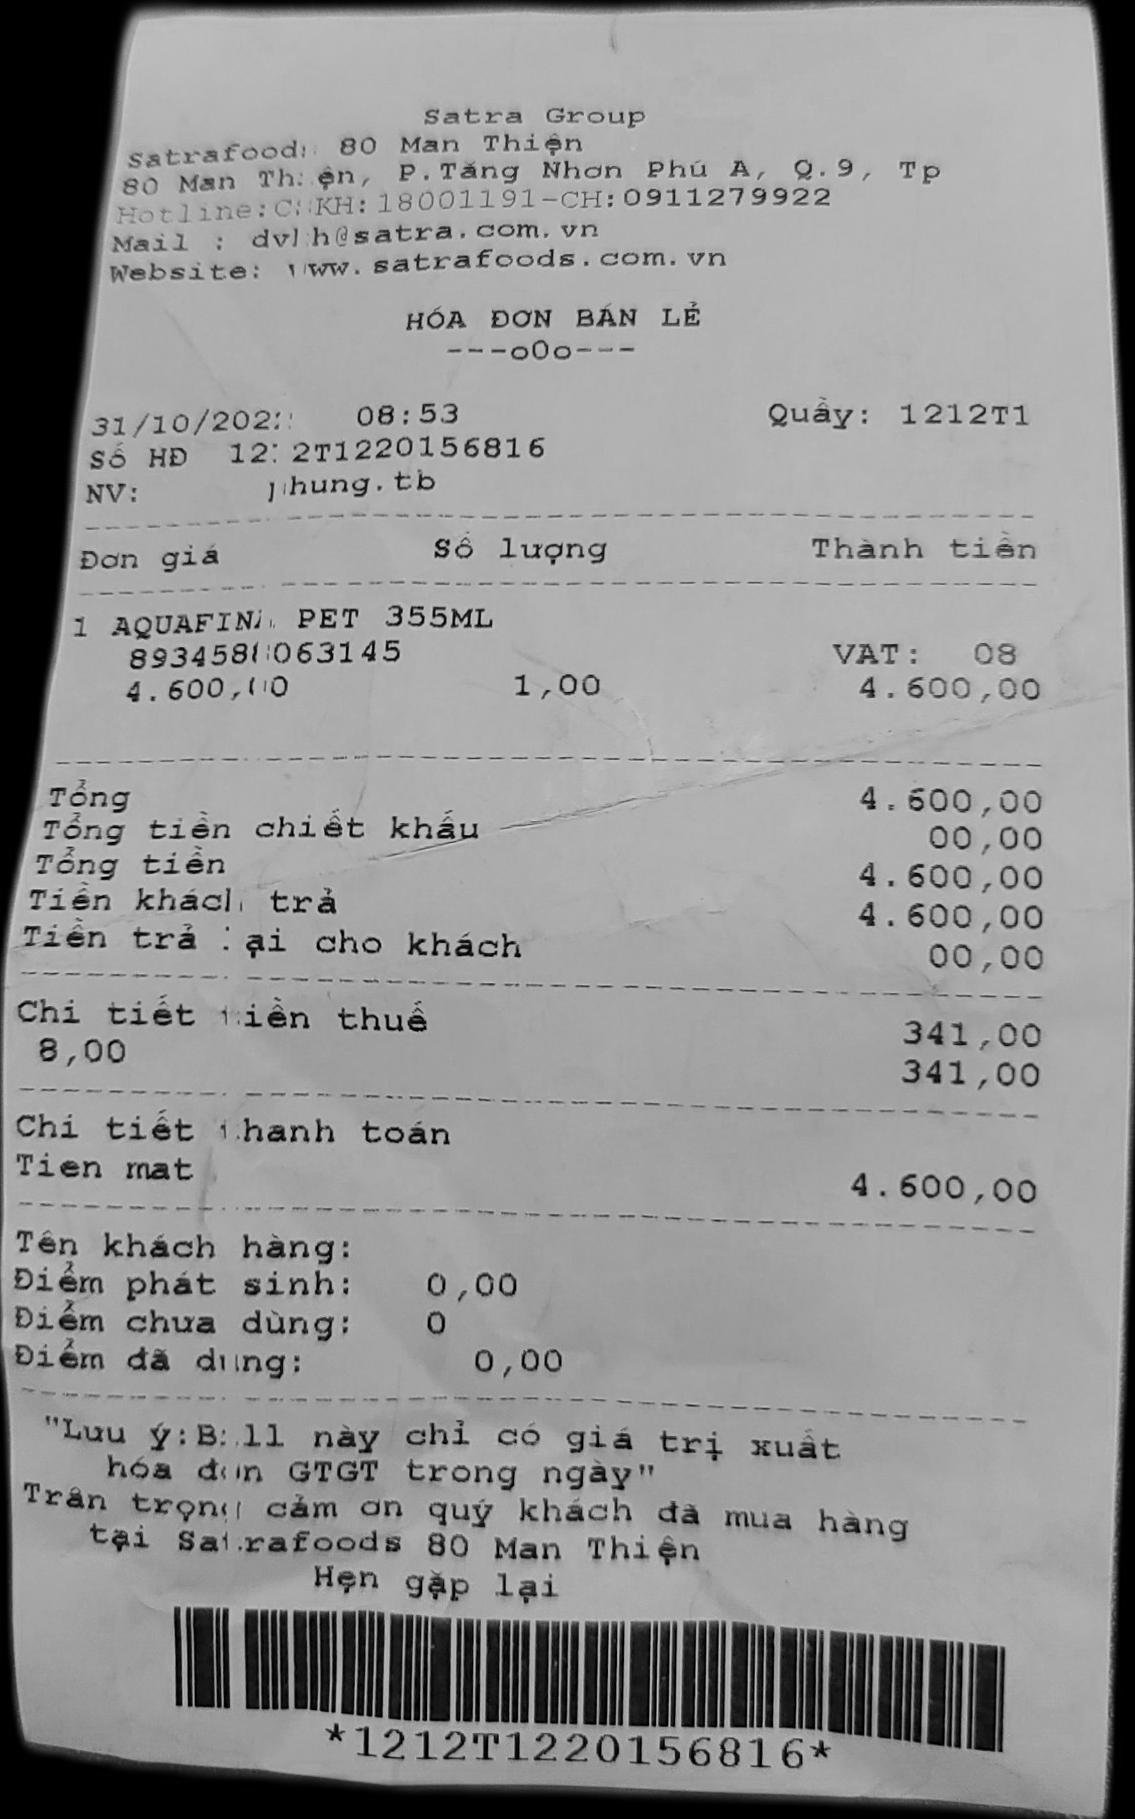 Satra Group
Satrafoods 80 Man Thiện
80 Man Thiện, P.Tăng Nhơn Phú A, Q.9, Tp
Hotline:CSKH:18001191-CH:0911279922
Mail : dvkh@satra.com.vn
Website: www.satrafoods.com.vn
HÓA ĐƠN BÁN LẺ
---oOo---
08:53 Quầy: 1212T1
Số HĐ 1212T1220156816
NV: phung.tb
Đơn giá Số lượng Thành tiền
1 AQUAFINA PET 355ML
8934588063145 VAT: 08
4.600,00 1,00 4.600,00
Tổng 4.600,00
Tổng tiền chiết khấu 00,00
Tổng tiền 4.600,00
Tiền khách trả 4.600,00
Tiền trả lại cho khách 00,00
Chi tiết tiền thuế 341,00
8,00 341,00
Chi tiết thanh toán
Tien mat 4.600,00
Tên khách hàng:
Điểm phát sinh: 0,00
Điểm chưa dùng: 0
Điểm đã dùng: 0,00
"Lưu ý:Bill này chỉ có giá trị xuất
hóa đơn GTGT trong ngày"
Trân trọng cảm ơn quý khách đã mua hàng
tại Satrafoods 80 Man Thiện
Hẹn gặp lại
*1212T1220156816*